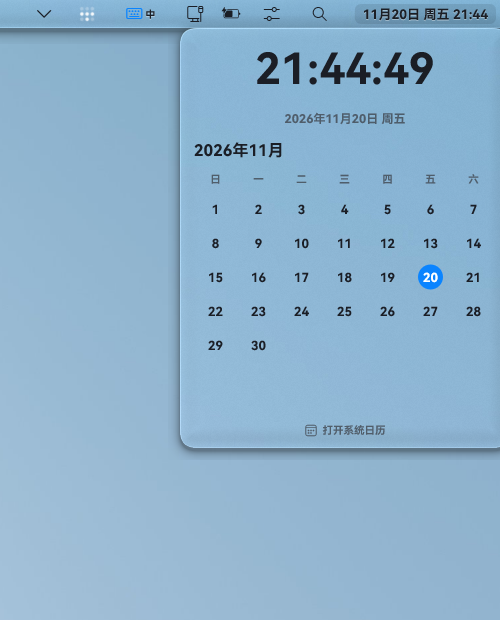 中 11月20日 周五 21:44
21:44:49
2026年11月20日 周五
2026年11月
日 一 二 三 四 五 六
1 2 3 4 5 6 7
8 9 10 11 12 13 14
15 16 17 18 19 20 21
22 23 24 25 26 27 28
29 30
打开系统日历